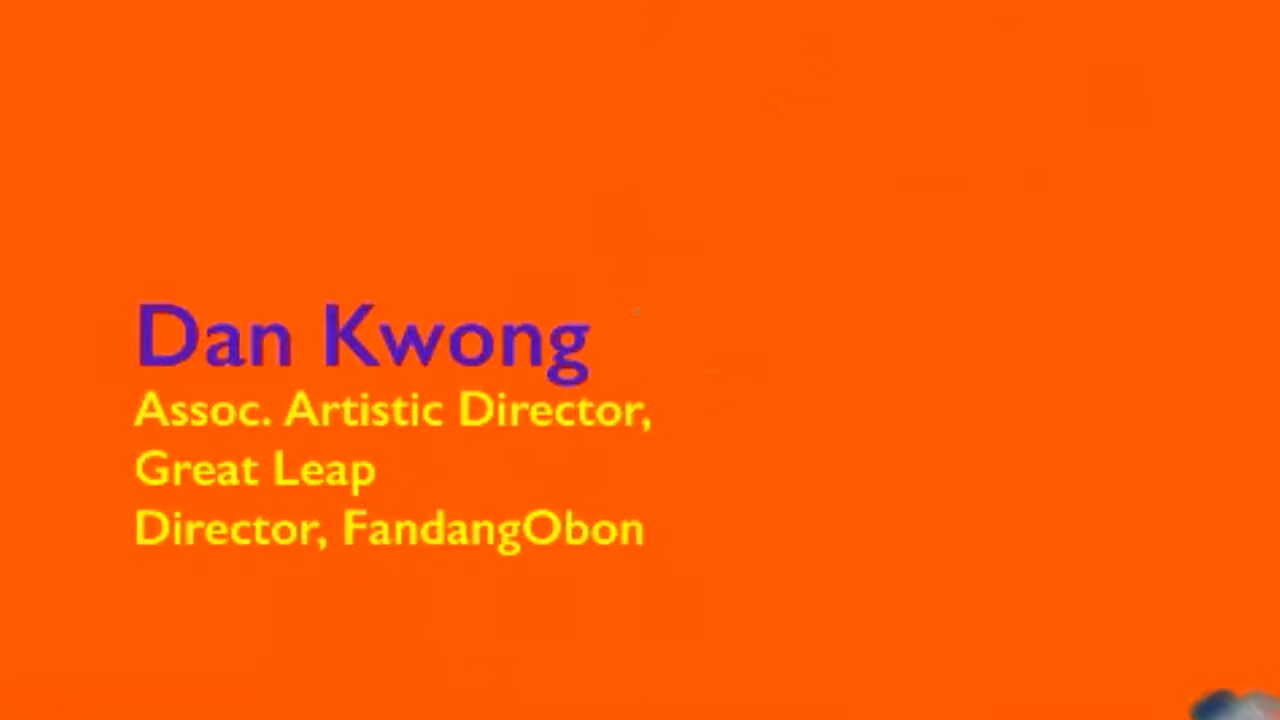 Dan Kwong
Assoc. Artistic Director,
Great Leap
Director, FandangObon